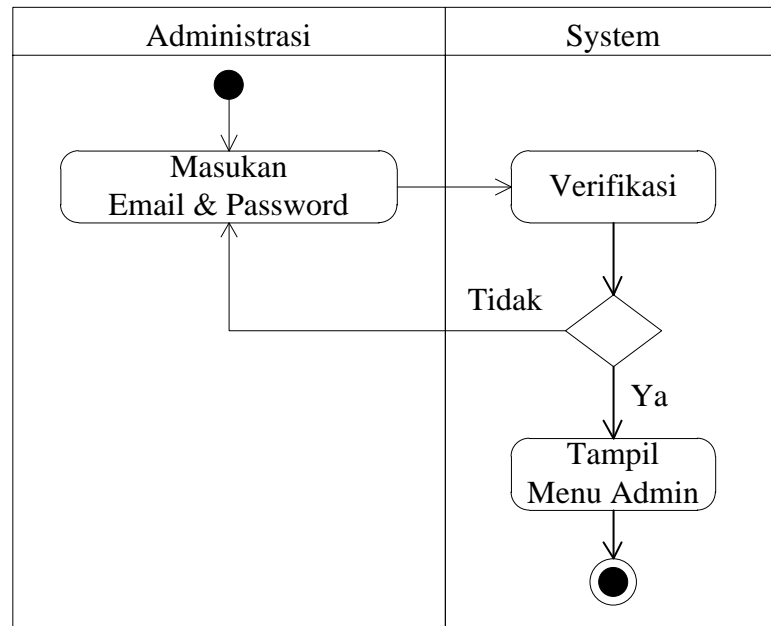 Administrasi
System
Masukan
Email & Password
Verifikasi
Tidak
Ya
Tampil
Menu Admin